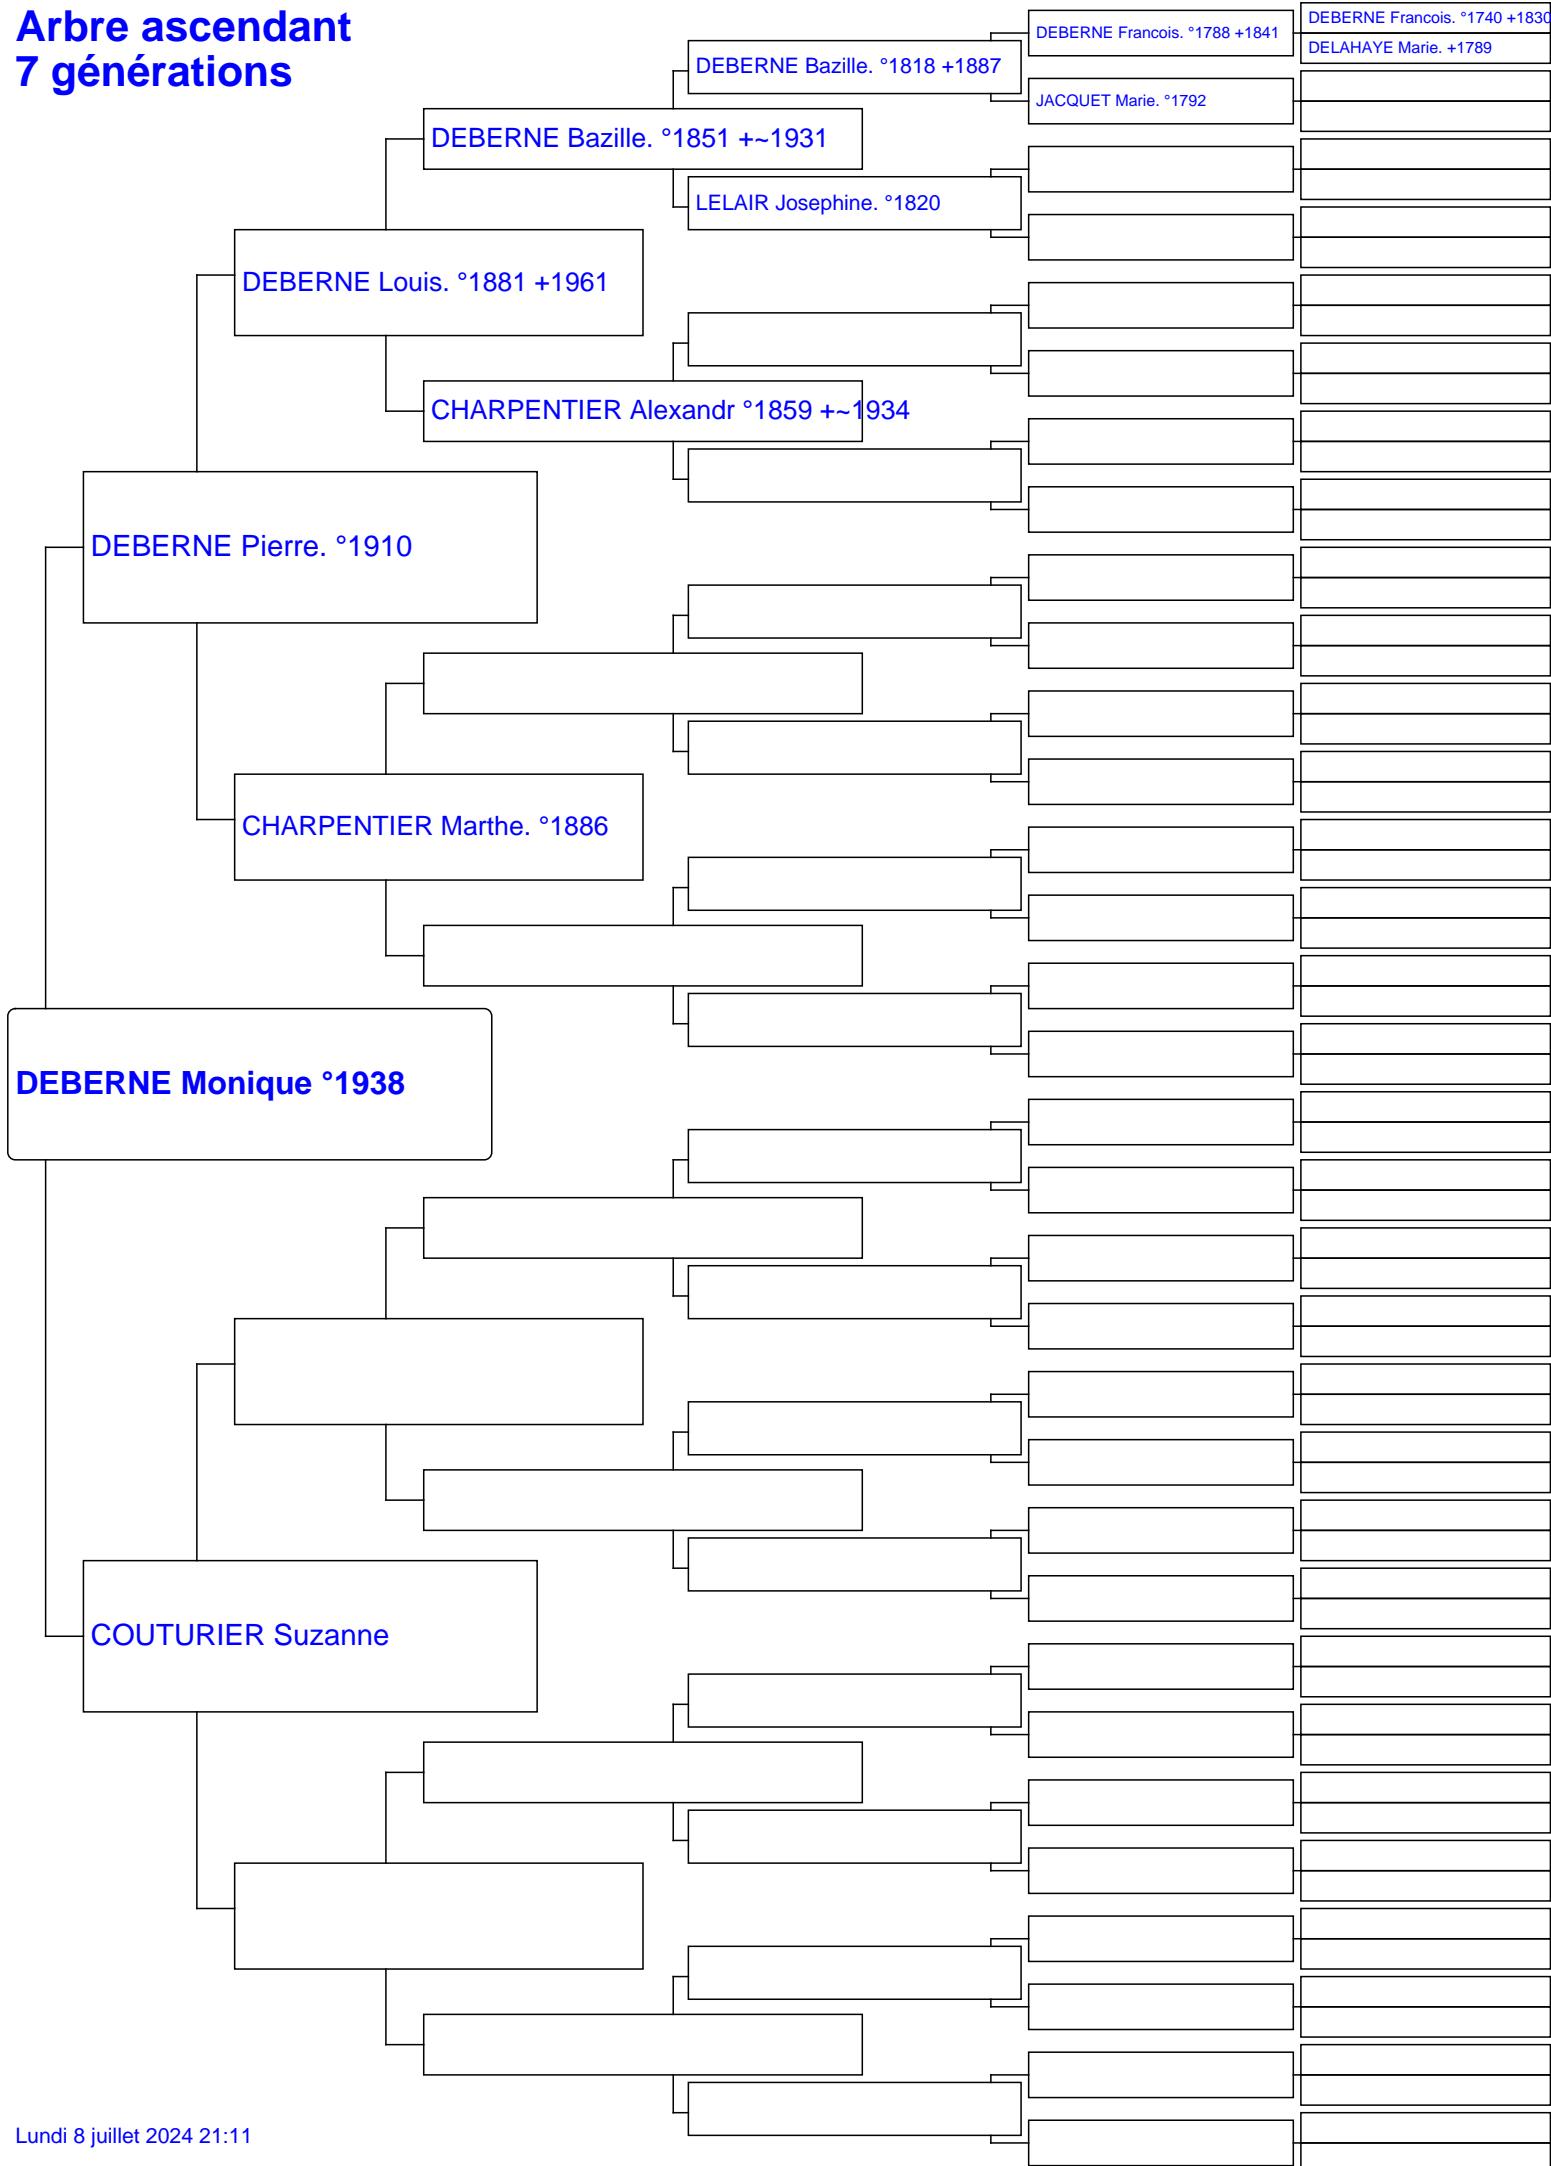 Arbre ascendant
7 générations
DEBERNE Francois. °1740 +1830
DEBERNE Francois. °1788 +1841
DELAHAYE Marie. +1789
DEBERNE Bazille. °1818 +1887
JACQUET Marie. °1792
DEBERNE Bazille. °1851 +~1931
LELAIR Josephine. °1820
DEBERNE Louis. °1881 +1961
CHARPENTIER Alexandr °1859 +~1934
DEBERNE Pierre. °1910
CHARPENTIER Marthe. °1886
DEBERNE Monique °1938
COUTURIER Suzanne
Lundi 8 juillet 2024 21:11